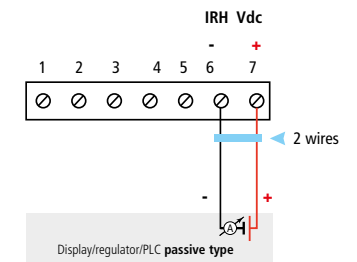 IRH Vdc
- +
1 2 3 4 5 6 7
2 wires
- +
A
Display/regulator/PLC passive type